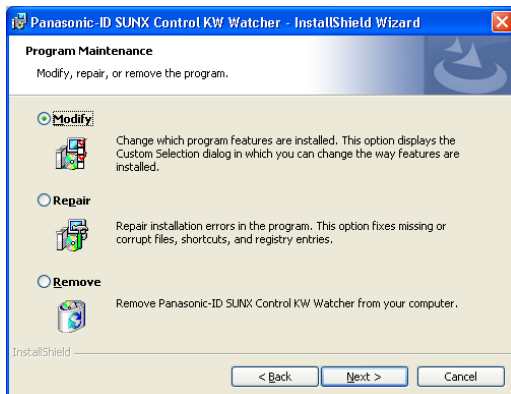 Panasonic-ID SUNX Control KW Watcher - InstallShield Wizard
Program Maintenance
Modify, repair, or remove the program.
Modify
Change which program features are installed. This option displays the
Custom Selection dialog in which you can change the way features are
installed.
Repair
Repair installation errors in the program. This option fixes missing or
corrupt files, shortcuts, and registry entries.
Remove
Remove Panasonic-ID SUNX Control KW Watcher from your computer.
InstallShield
< Back Next > Cancel